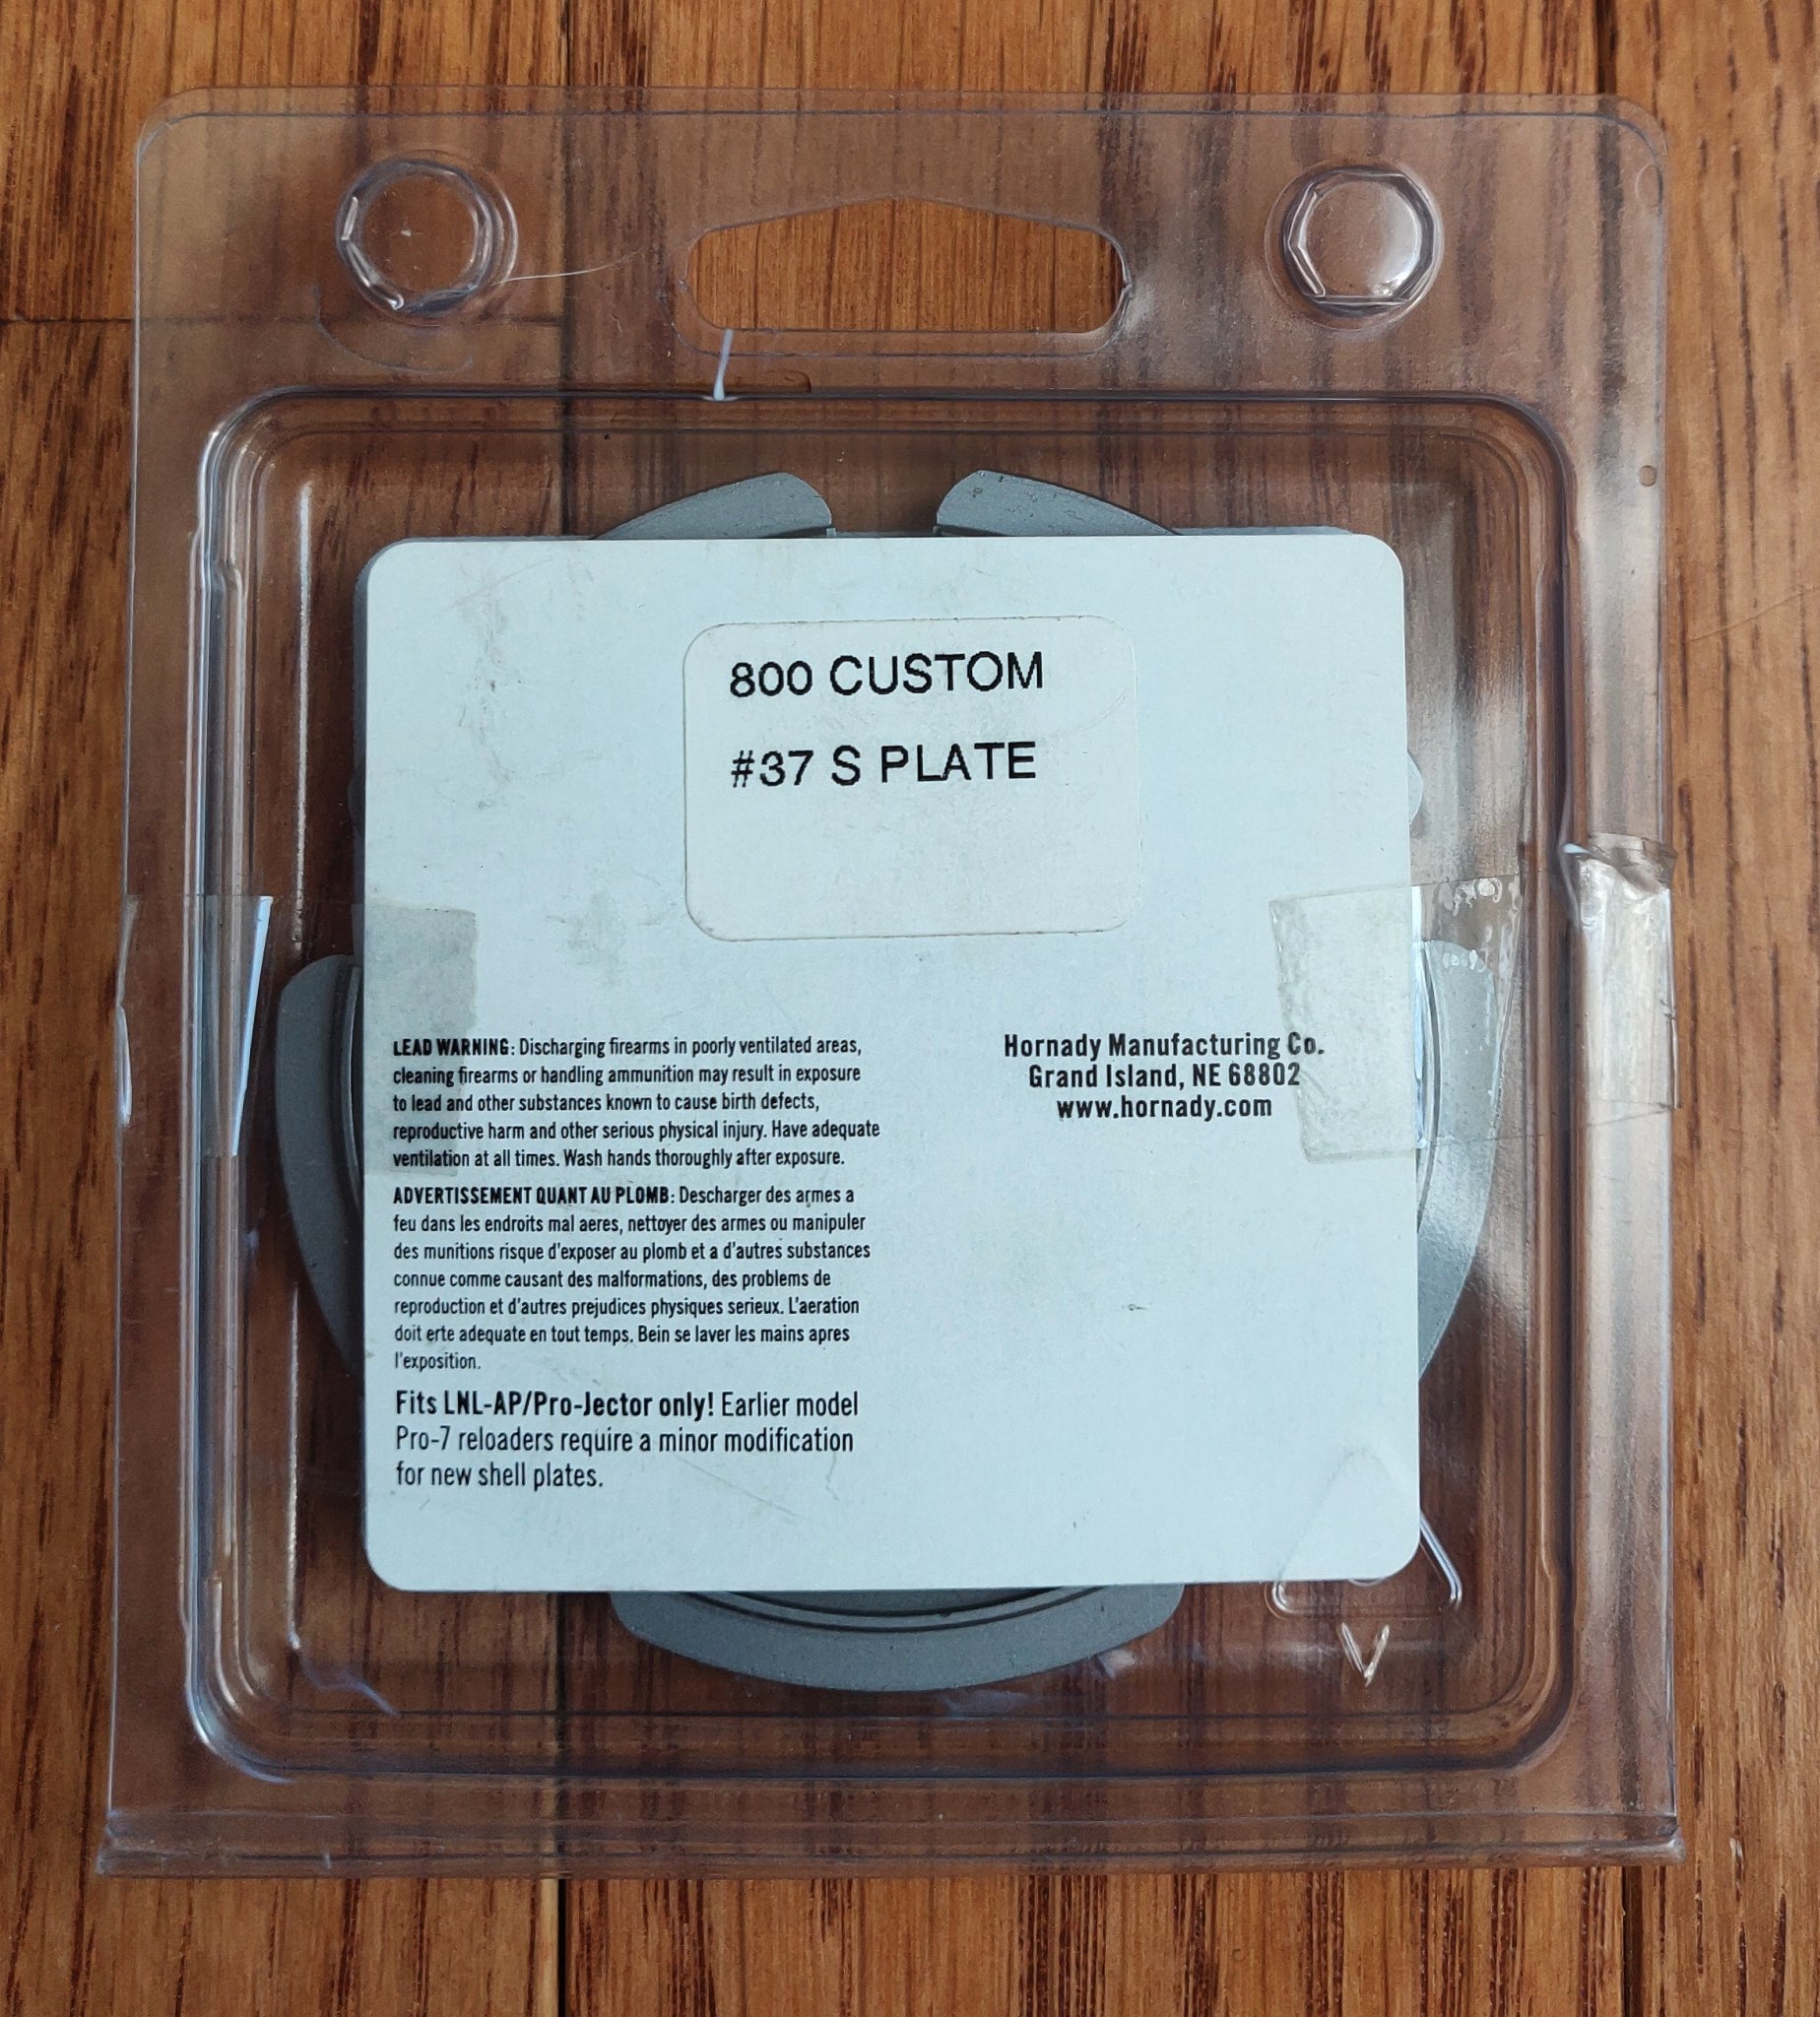 800 CUSTOM
#37 S PLATE
LEAD WARNING: Discharging firearms in poorly ventilated areas,
cleaning firearms or handling ammunition may result in exposure
to lead and other substances known to cause birth defects,
reproductive harm and other serious physical injury. Have adequate
ventilation at all times. Wash hands thoroughly after exposure.
ADVERTISSEMENT QUANT AU PLOMB: Descharger des armes a
feu dans les endroits mal aeres, nettoyer des armes ou manipuler
des munitions risque d'exposer au plomb et a d'autres substances
connue comme causant des malformations, des problems de
reproduction et d'autres prejudices physiques serieux. L'aeration
doit erte adequate en tout temps. Bein se laver les mains apres
l'exposition.
Fits LNL-AP/Pro-Jector only! Earlier model
Pro-7 reloaders require a minor modification
for new shell plates.
Hornady Manufacturing Co.
Grand Island, NE 68802
www.hornady.com
V